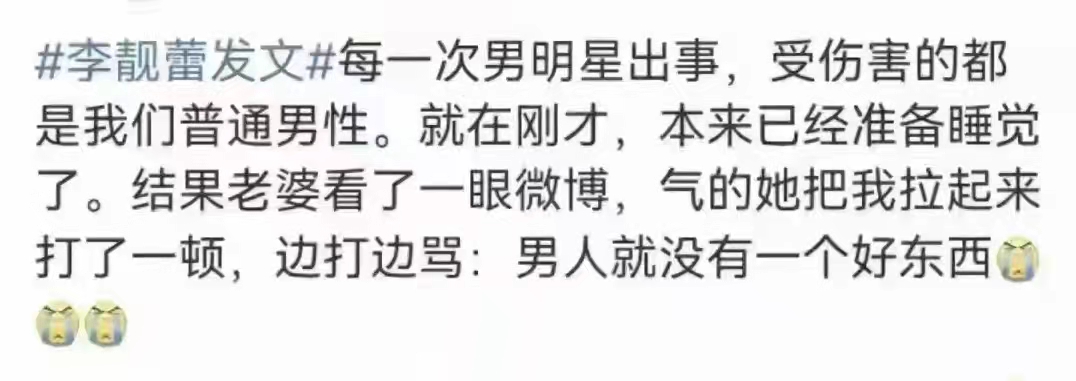 #李靓蕾发文#每一次男明星出事，受伤害的都
是我们普通男性。就在刚才，本来已经准备睡觉
了。结果老婆看了一眼微博，气的她把我拉起来
打了一顿，边打边骂：男人就没有一个好东西😭
😭😭